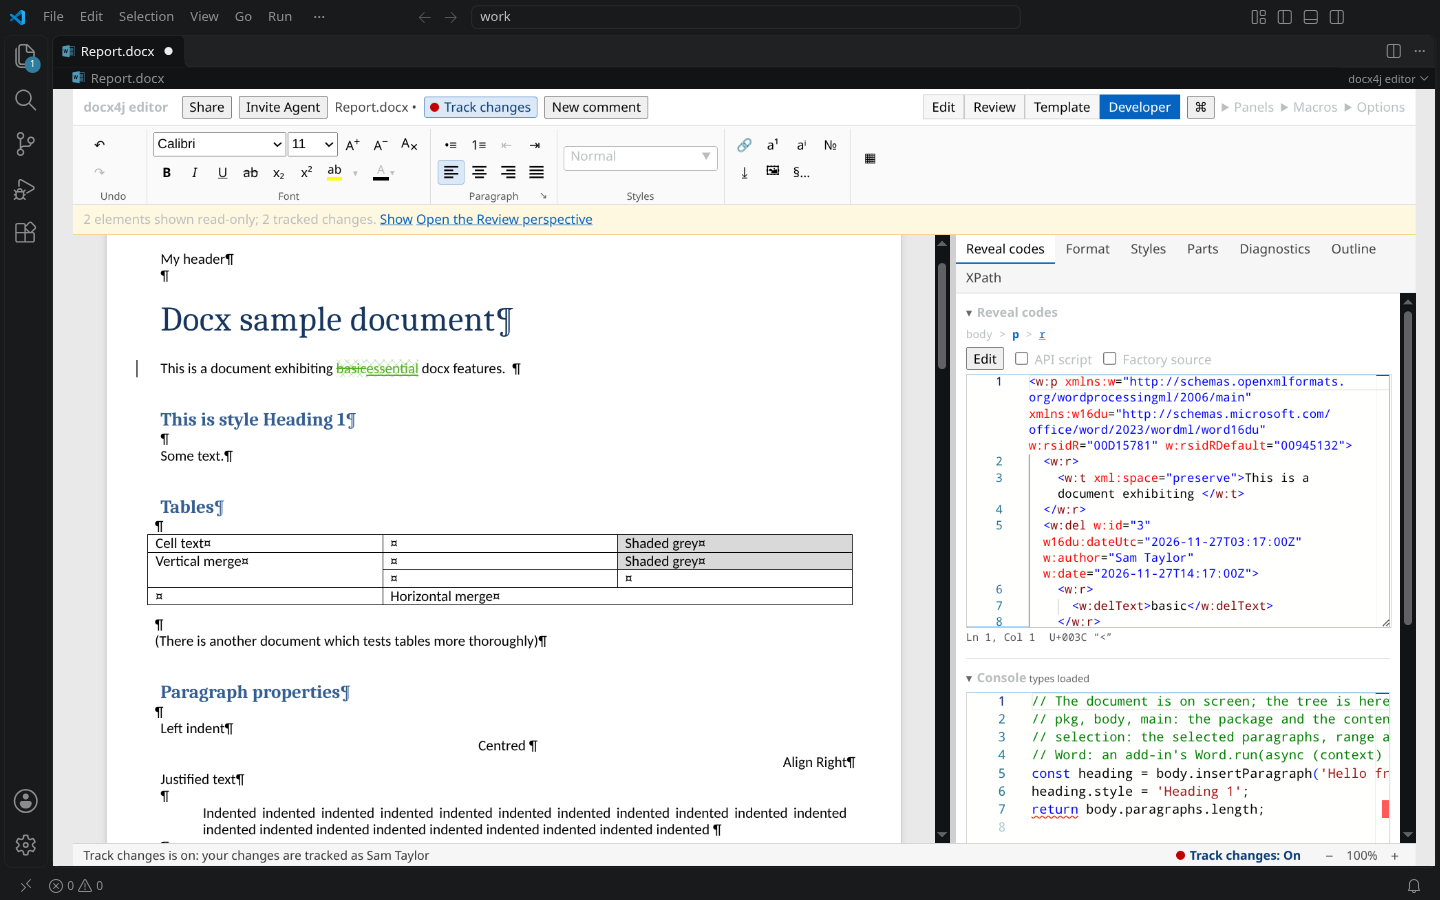 File Edit Selection View Go Run ···
work
Report.docx
Report.docx
docx4j editor
docx4j editor Share Invite Agent Report.docx • Track changes New comment
Edit Review Template Developer ⌘ Panels Macros Options
Calibri 11
Normal
Undo Font Paragraph Styles
2 elements shown read-only; 2 tracked changes. Show Open the Review perspective
My header¶
¶
Docx sample document¶
This is a document exhibiting basicessential docx features. ¶
This is style Heading 1¶
¶
Some text.¶
Tables¶
¶
Cell text¤ ¤ Shaded grey¤
Vertical merge¤ ¤ Shaded grey¤
¤ ¤
¤ Horizontal merge¤
¶
(There is another document which tests tables more thoroughly)¶
Paragraph properties¶
¶
Left indent¶
Centred ¶
Align Right¶
Justified text¶
¶
Indented indented indented indented indented indented indented indented indented indented indented
indented indented indented indented indented indented indented indented indented ¶
Reveal codes Format Styles Parts Diagnostics Outline
XPath
Reveal codes
body > p > r
Edit API script Factory source
1 <w:p xmlns:w="http://schemas.openxmlformats.
org/wordprocessingml/2006/main"
xmlns:w16du="http://schemas.microsoft.com/
office/word/2023/wordml/word16du"
w:rsidR="00D15781" w:rsidRDefault="00945132">
2 <w:r>
3 <w:t xml:space="preserve">This is a
document exhibiting </w:t>
4 </w:r>
5 <w:del w:id="3"
w16du:dateUtc="2026-11-27T03:17:00Z"
w:author="Sam Taylor"
w:date="2026-11-27T14:17:00Z">
6 <w:r>
7 <w:delText>basic</w:delText>
8 </w:r>
Ln 1, Col 1 U+003C "<"
Console types loaded
1 // The document is on screen; the tree is here
2 // pkg, body, main: the package and the conten
3 // selection: the selected paragraphs, range a
4 // Word: an add-in's Word.run(async (context)
5 const heading = body.insertParagraph('Hello fr
6 heading.style = 'Heading 1';
7 return body.paragraphs.length;
8
Track changes is on: your changes are tracked as Sam Taylor
Track changes: On − 100% +
0 0